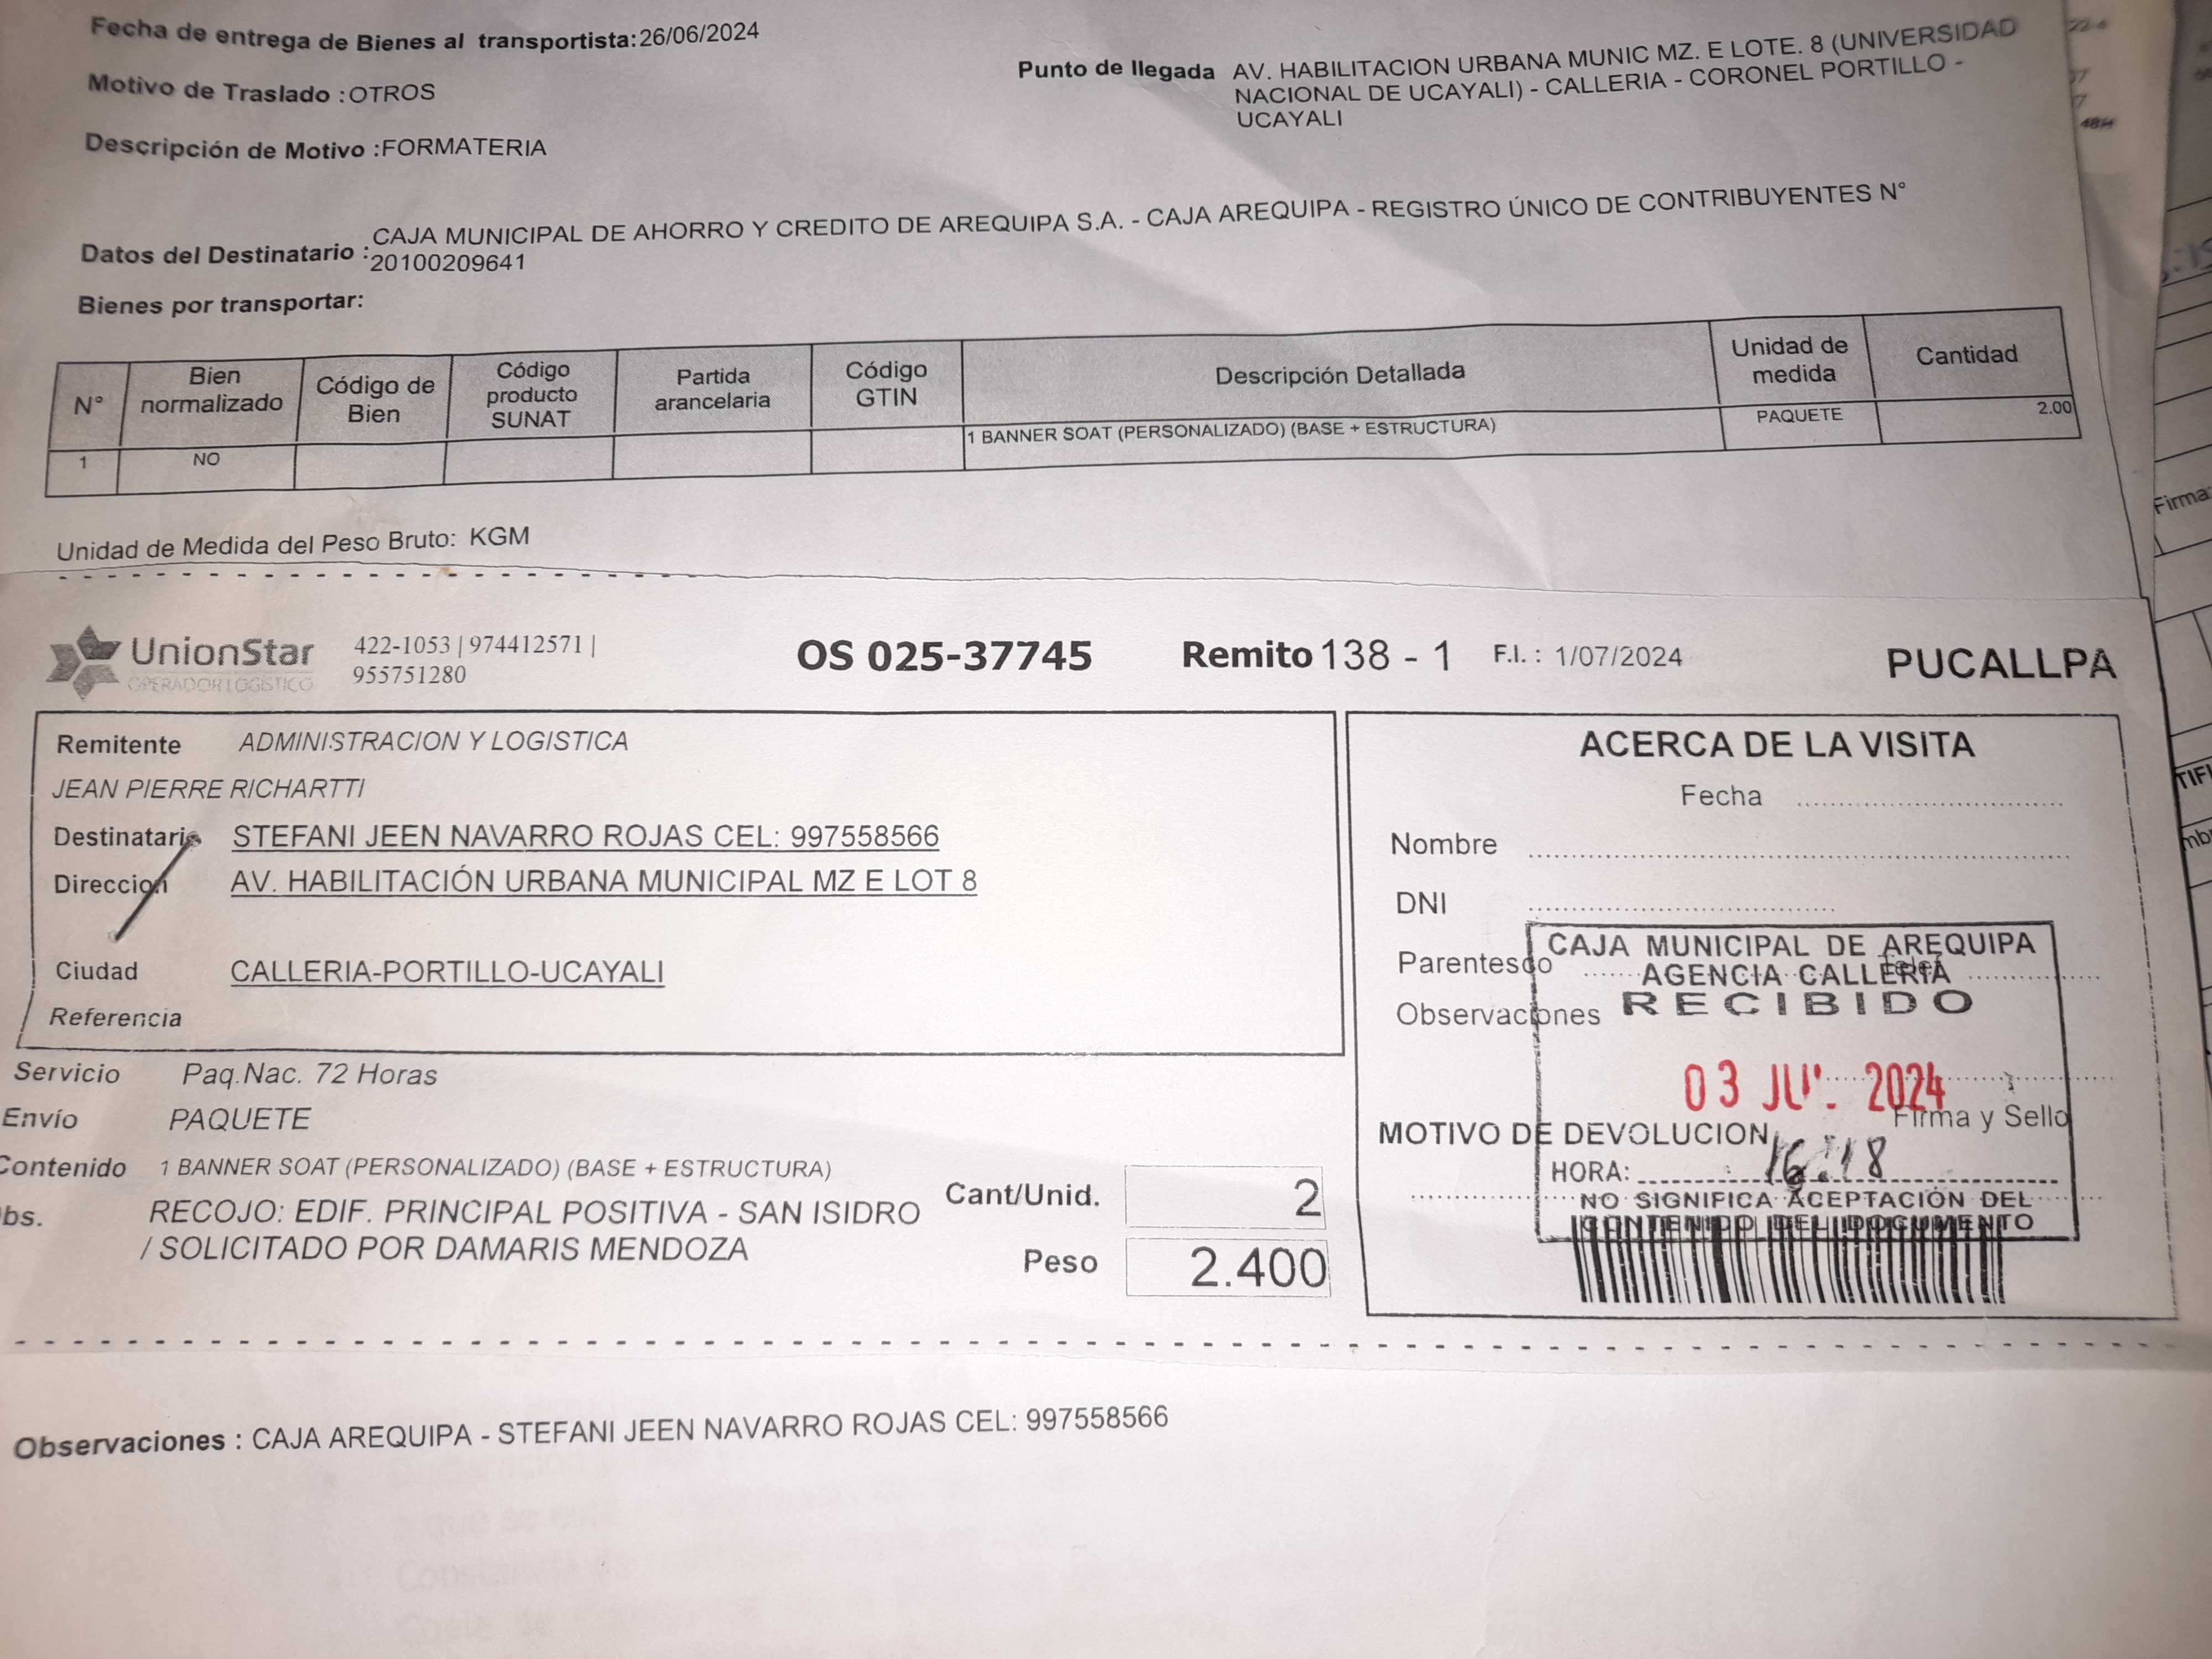 Fecha de entrega de Bienes al transportista:26/06/2024
Motivo de Traslado :OTROS
Descripción de Motivo :FORMATERIA
Punto de llegada AV. HABILITACION URBANA MUNIC MZ. E LOTE. 8 (UNIVERSIDAD
NACIONAL DE UCAYALI) - CALLERIA - CORONEL PORTILLO -
UCAYALI
Datos del Destinatario : CAJA MUNICIPAL DE AHORRO Y CREDITO DE AREQUIPA S.A. - CAJA AREQUIPA - REGISTRO ÚNICO DE CONTRIBUYENTES N°
20100209641
Bienes por transportar:
N° Bien normalizado Código de Bien Código producto SUNAT Partida arancelaria Código GTIN Descripción Detallada Unidad de medida Cantidad
1 NO 1 BANNER SOAT (PERSONALIZADO) (BASE + ESTRUCTURA) PAQUETE 2.00
Unidad de Medida del Peso Bruto: KGM
UnionStar
OPERADOR LOGISTICO
422-1053 | 974412571 |
955751280
OS 025-37745
Remito 138 - 1
F.I. : 1/07/2024
PUCALLPA
Remitente ADMINISTRACION Y LOGISTICA
JEAN PIERRE RICHARTTI
Destinatario STEFANI JEEN NAVARRO ROJAS CEL: 997558566
Direccion AV. HABILITACIÓN URBANA MUNICIPAL MZ E LOT 8
Ciudad CALLERIA-PORTILLO-UCAYALI
Referencia
Servicio Paq.Nac. 72 Horas
Envío PAQUETE
Contenido 1 BANNER SOAT (PERSONALIZADO) (BASE + ESTRUCTURA)
bs. RECOJO: EDIF. PRINCIPAL POSITIVA - SAN ISIDRO
/ SOLICITADO POR DAMARIS MENDOZA
Cant/Unid. 2
Peso 2.400
ACERCA DE LA VISITA
Fecha
Nombre
DNI
Parentesco
Observaciones
Firma y Sello
MOTIVO DE DEVOLUCION
CAJA MUNICIPAL DE AREQUIPA
AGENCIA CALLERÍA
RECIBIDO
03 2024
HORA: 16:18
NO SIGNIFICA ACEPTACIÓN DEL
CONTENIDO DEL DOCUMENTO
Observaciones : CAJA AREQUIPA - STEFANI JEEN NAVARRO ROJAS CEL: 997558566
48H
Firma